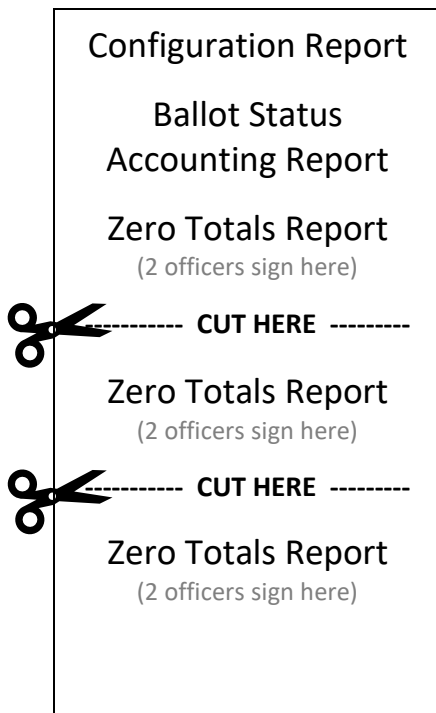 Configuration Report
Ballot Status
Accounting Report
Zero Totals Report
(2 officers sign here)
----------- CUT HERE ---------
Zero Totals Report
(2 officers sign here)
----------- CUT HERE ---------
Zero Totals Report
(2 officers sign here)